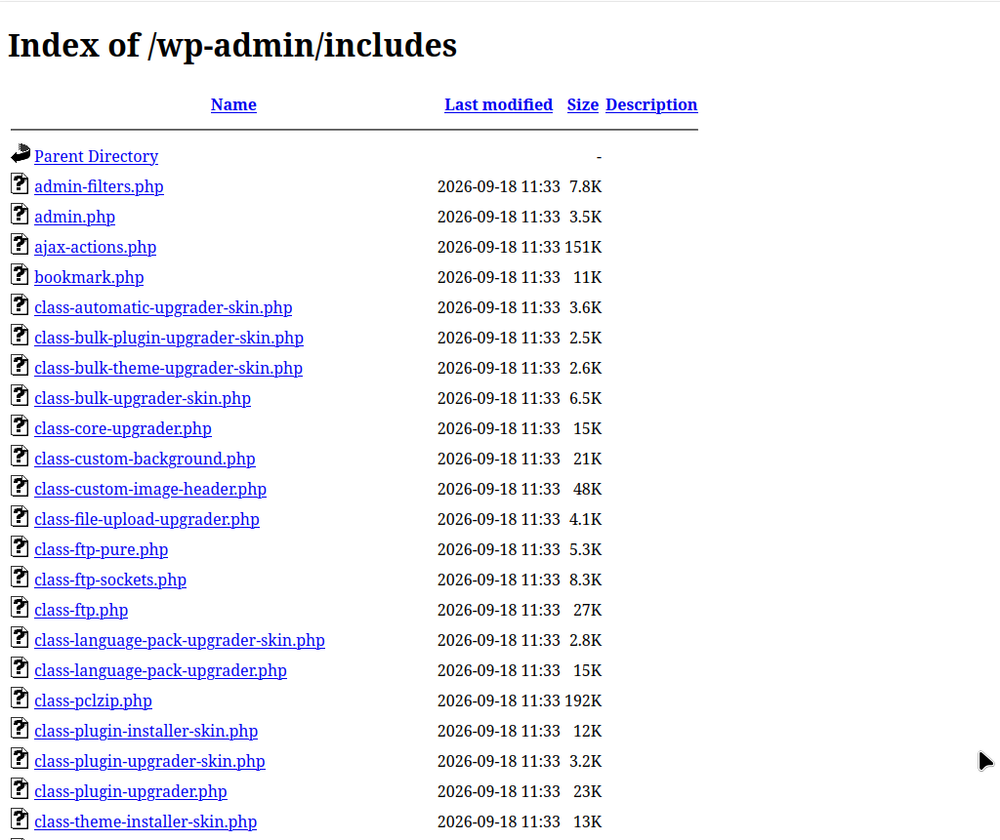 Index of /wp-admin/includes
Name Last modified Size Description
Parent Directory -
admin-filters.php 2026-09-18 11:33 7.8K
admin.php 2026-09-18 11:33 3.5K
ajax-actions.php 2026-09-18 11:33 151K
bookmark.php 2026-09-18 11:33 11K
class-automatic-upgrader-skin.php 2026-09-18 11:33 3.6K
class-bulk-plugin-upgrader-skin.php 2026-09-18 11:33 2.5K
class-bulk-theme-upgrader-skin.php 2026-09-18 11:33 2.6K
class-bulk-upgrader-skin.php 2026-09-18 11:33 6.5K
class-core-upgrader.php 2026-09-18 11:33 15K
class-custom-background.php 2026-09-18 11:33 21K
class-custom-image-header.php 2026-09-18 11:33 48K
class-file-upload-upgrader.php 2026-09-18 11:33 4.1K
class-ftp-pure.php 2026-09-18 11:33 5.3K
class-ftp-sockets.php 2026-09-18 11:33 8.3K
class-ftp.php 2026-09-18 11:33 27K
class-language-pack-upgrader-skin.php 2026-09-18 11:33 2.8K
class-language-pack-upgrader.php 2026-09-18 11:33 15K
class-pclzip.php 2026-09-18 11:33 192K
class-plugin-installer-skin.php 2026-09-18 11:33 12K
class-plugin-upgrader-skin.php 2026-09-18 11:33 3.2K
class-plugin-upgrader.php 2026-09-18 11:33 23K
class-theme-installer-skin.php 2026-09-18 11:33 13K